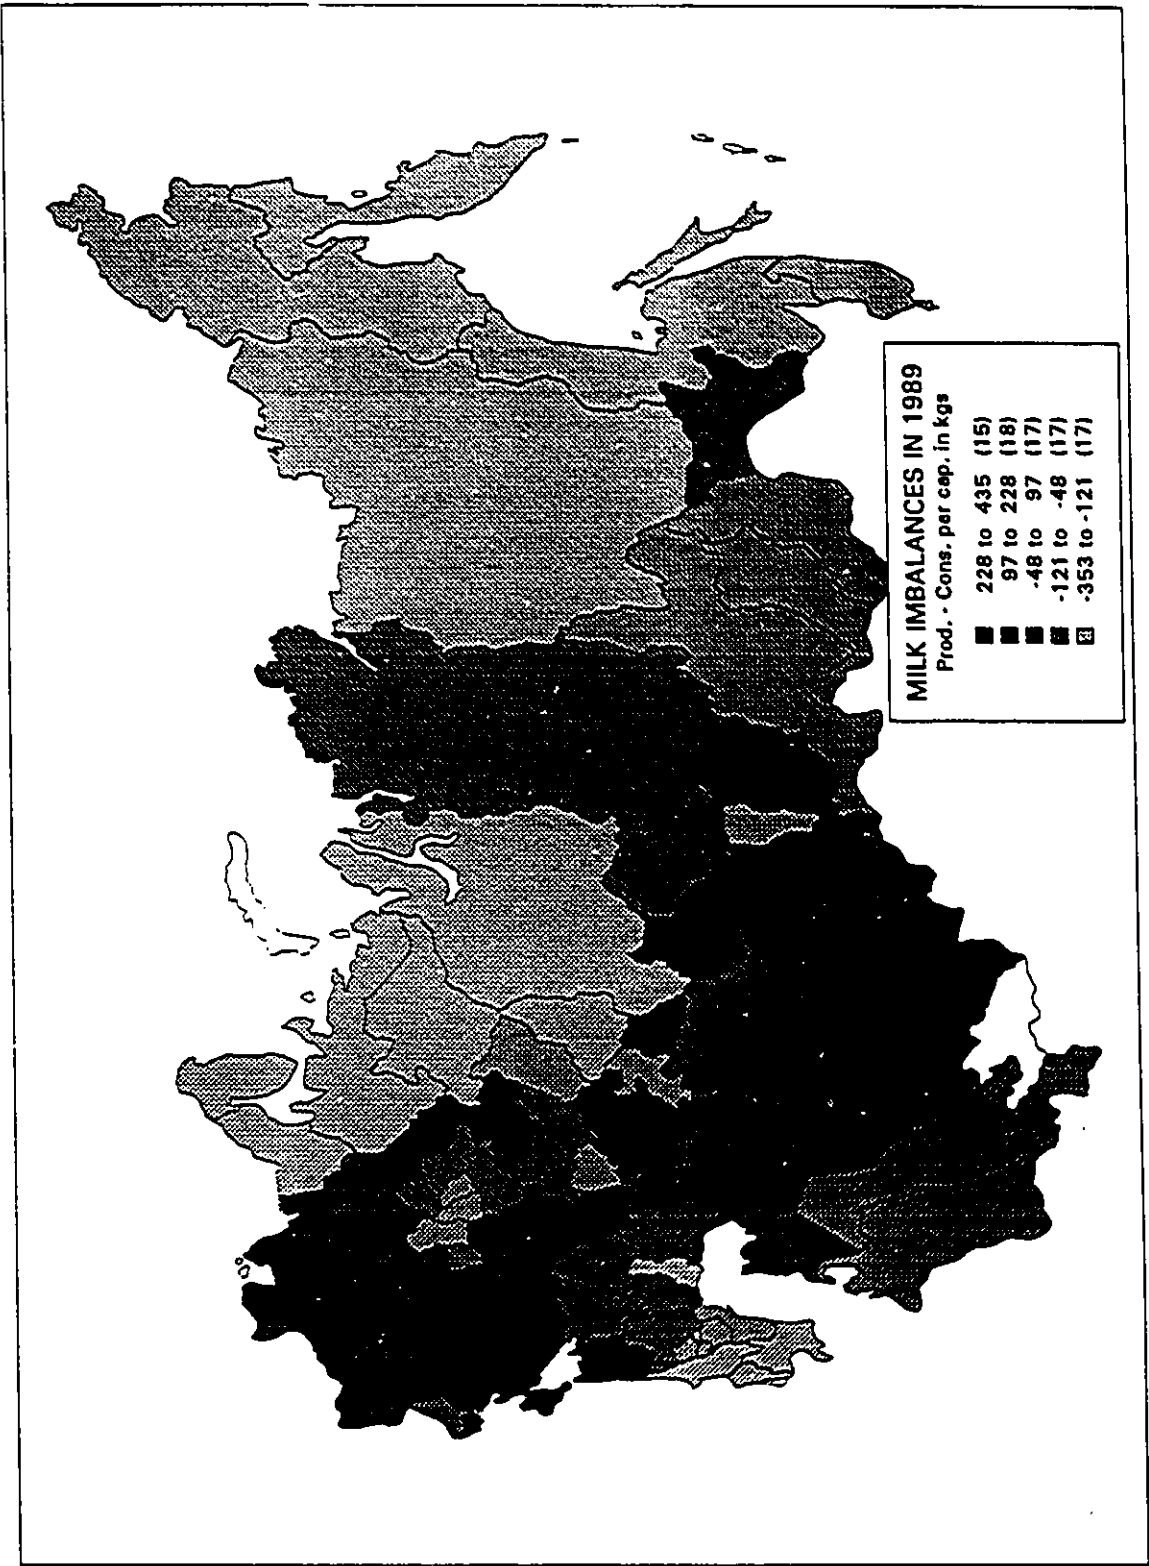 MILK IMBALANCES IN 1989
Prod. - Cons. per cap. in kgs
228 to 435 (15)
97 to 228 (18)
-48 to 97 (17)
-121 to -48 (17)
-353 to -121 (17)